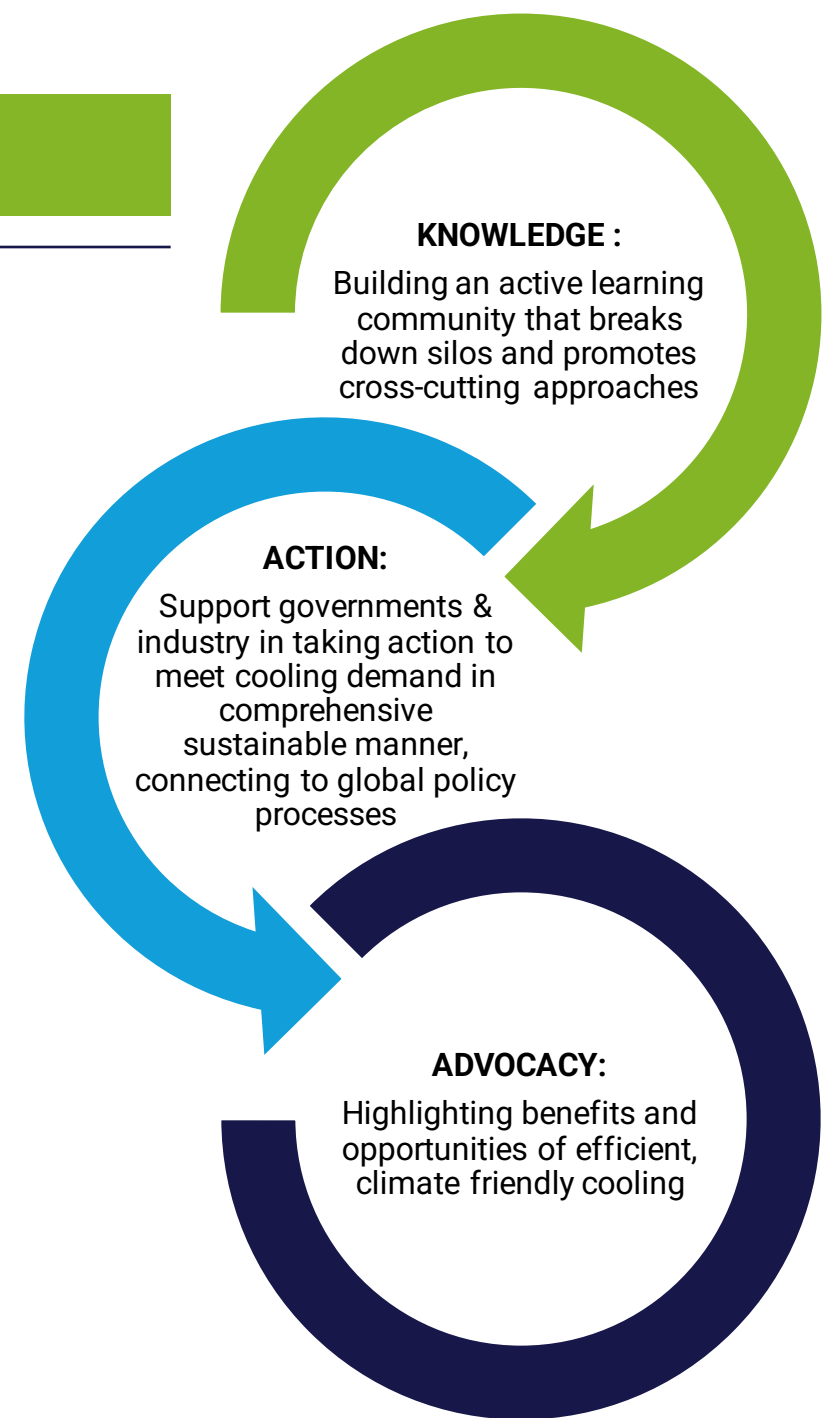 KNOWLEDGE :
Building an active learning
community that breaks
down silos and promotes
cross-cutting approaches
ACTION:
Support governments &
industry in taking action to
meet cooling demand in
comprehensive
sustainable manner,
connecting to global policy
processes
ADVOCACY:
Highlighting benefits and
opportunities of efficient,
climate friendly cooling